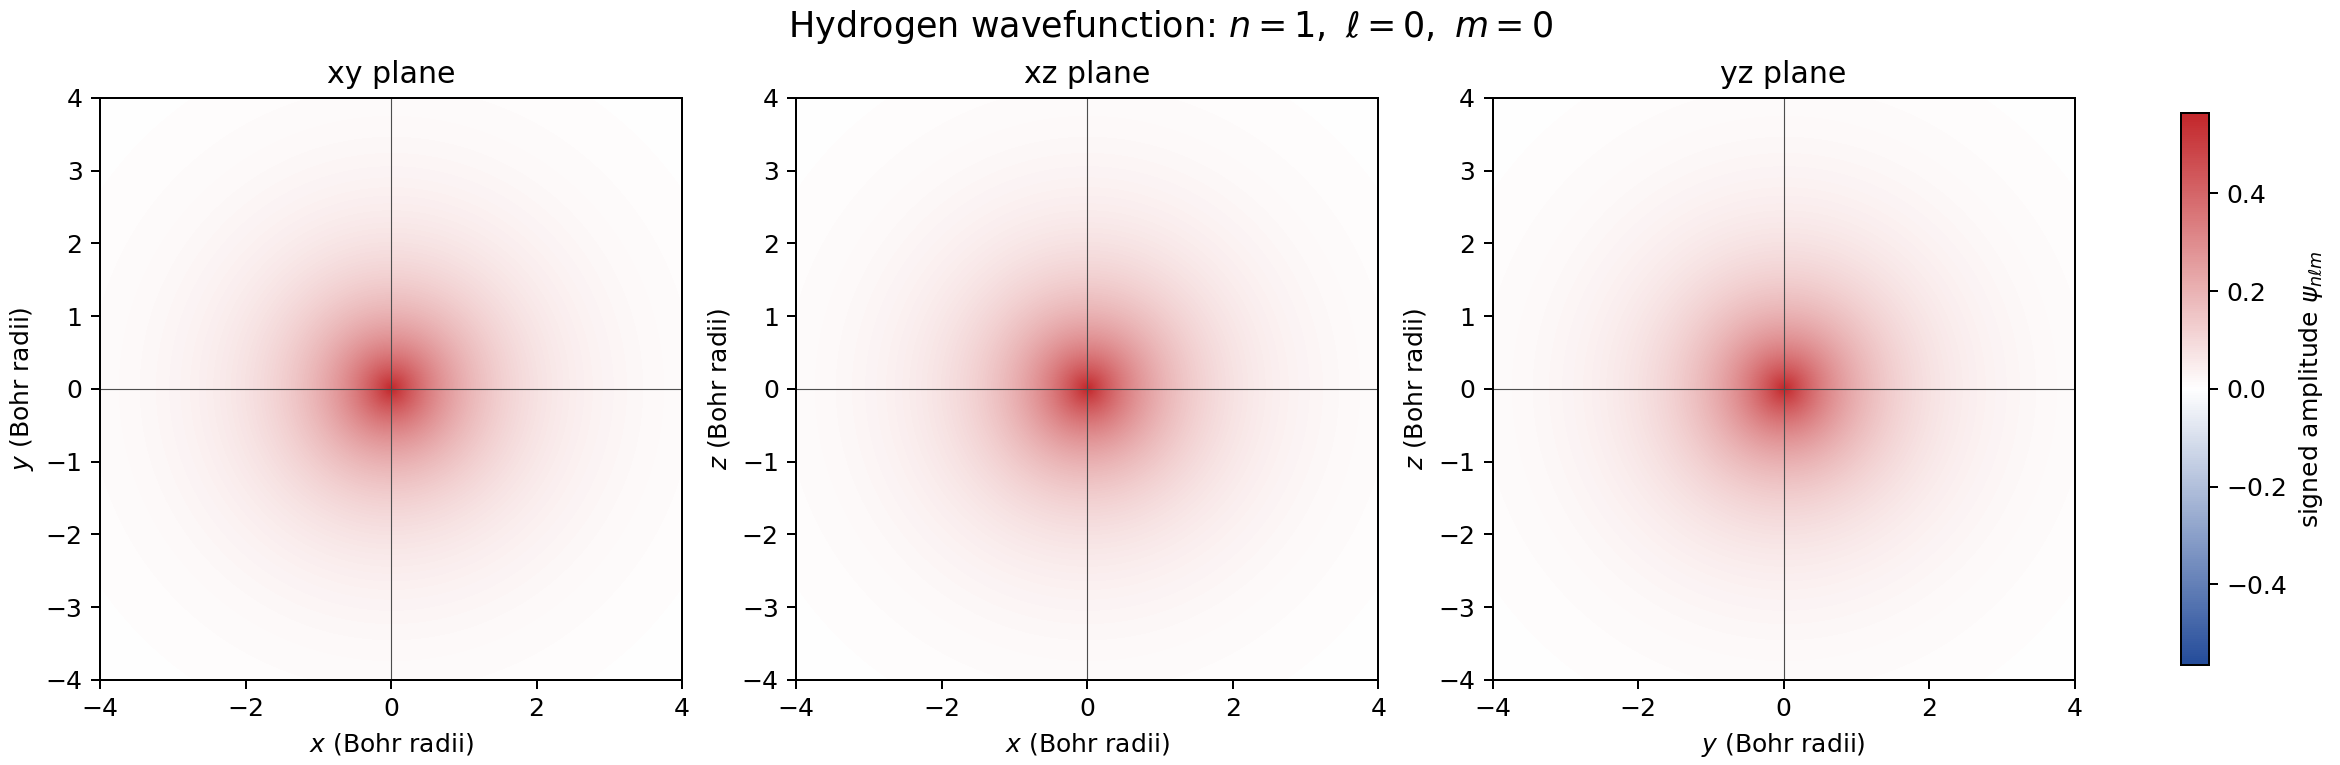 Hydrogen wavefunction: n = 1, ℓ = 0, m = 0
xy plane
4
3
2
1
0
−1
−2
−3
−4
y (Bohr radii)
−4 −2 0 2 4
x (Bohr radii)
xz plane
4
3
2
1
0
−1
−2
−3
−4
z (Bohr radii)
−4 −2 0 2 4
x (Bohr radii)
yz plane
4
3
2
1
0
−1
−2
−3
−4
z (Bohr radii)
−4 −2 0 2 4
y (Bohr radii)
0.4
0.2
0.0
−0.2
−0.4
signed amplitude ψnℓm